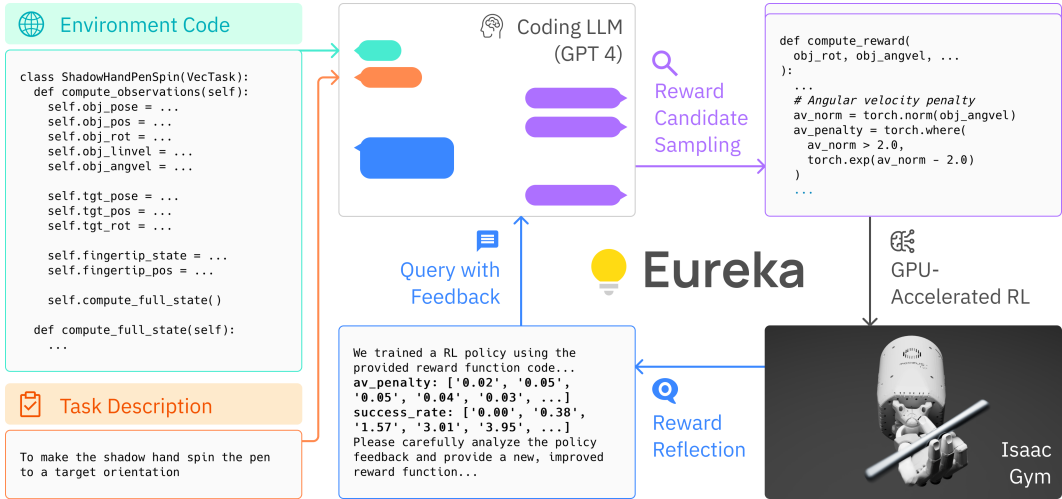 Environment Code
class ShadowHandPenSpin(VecTask):
def compute_observations(self):
self.obj_pose = ...
self.obj_pos = ...
self.obj_rot = ...
self.obj_linvel = ...
self.obj_angvel = ...
self.tgt_pose = ...
self.tgt_pos = ...
self.tgt_rot = ...
self.fingertip_state = ...
self.fingertip_pos = ...
self.compute_full_state()
def compute_full_state(self):
...
Task Description
To make the shadow hand spin the pen
to a target orientation
Coding LLM
(GPT 4)
Reward
Candidate
Sampling
def compute_reward(
obj_rot, obj_angvel, ...
):
...
# Angular velocity penalty
av_norm = torch.norm(obj_angvel)
av_penalty = torch.where(
av_norm > 2.0,
torch.exp(av_norm - 2.0)
)
...
Query with
Feedback
Eureka
GPU-
Accelerated RL
We trained a RL policy using the
provided reward function code...
av_penalty: ['0.02', '0.05',
'0.05', '0.04', '0.03', ...]
success_rate: ['0.00', '0.38',
'1.57', '3.01', '3.95', ...]
Please carefully analyze the policy
feedback and provide a new, improved
reward function...
Reward
Reflection
Isaac
Gym